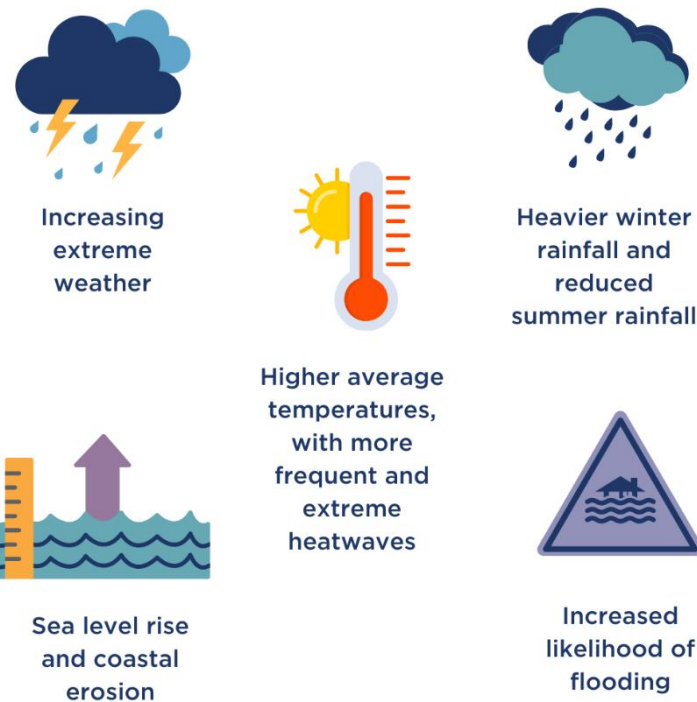 Increasing
extreme
weather
Heavier winter
rainfall and
reduced
summer rainfall
Higher average
temperatures,
with more
frequent and
extreme
heatwaves
Sea level rise
and coastal
erosion
Increased
likelihood of
flooding